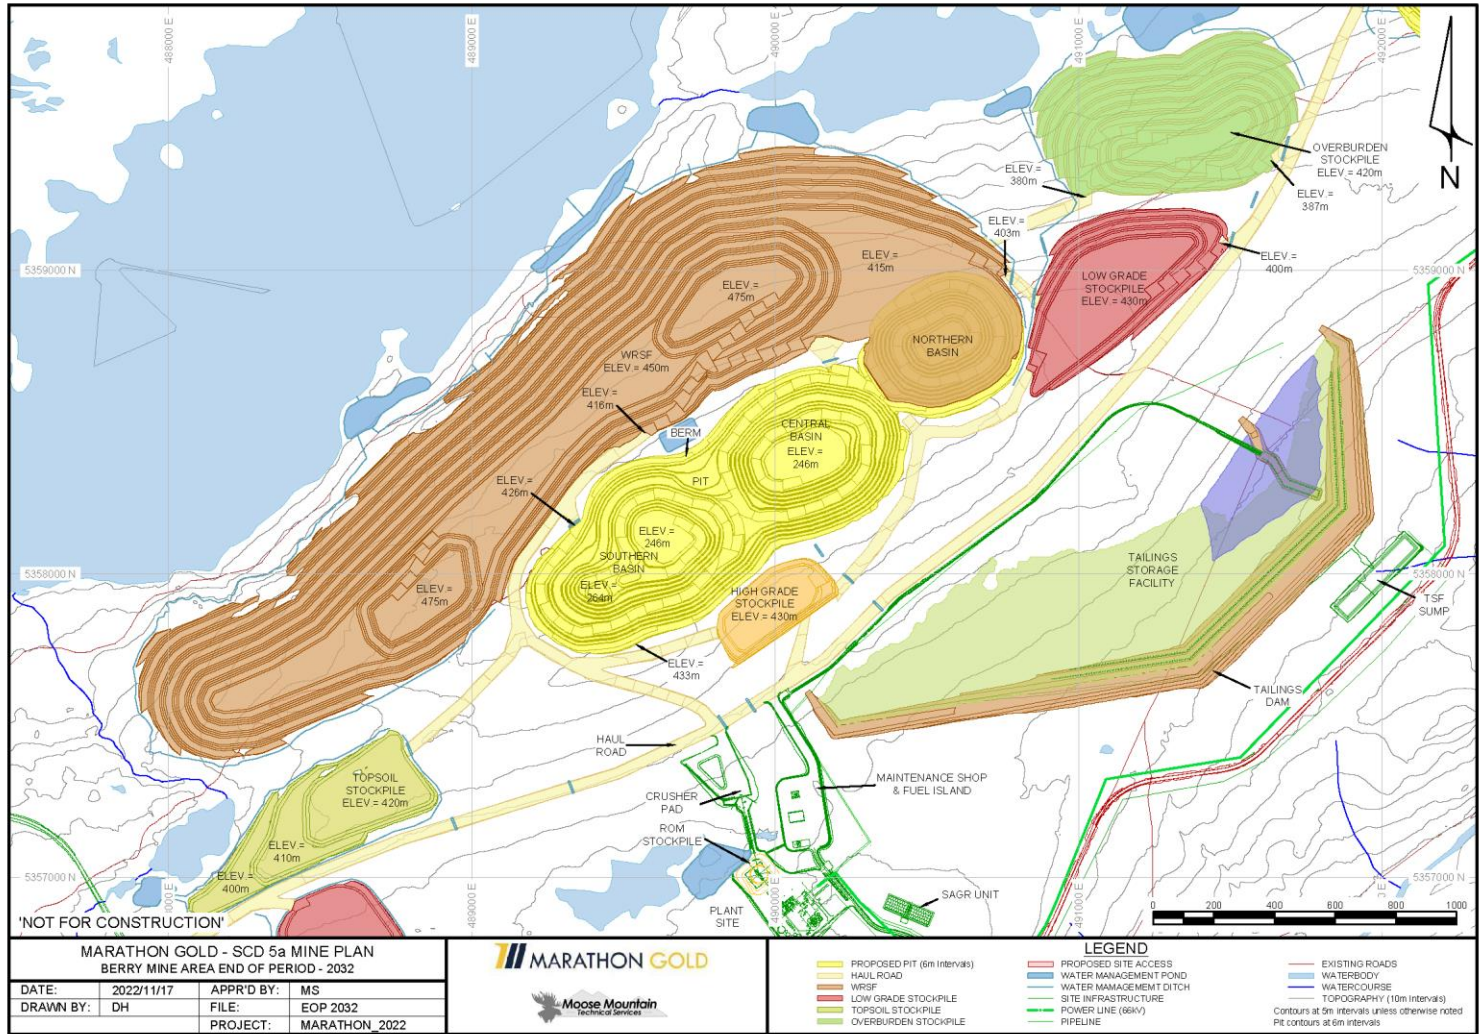 488000 E
489000 E
490000 E
491000 E
492000 E
N
OVERBURDEN
STOCKPILE
ELEV.= 420m
ELEV.=
380m
ELEV.=
387m
ELEV.=
403m
ELEV.=
400m
5359000 N
5359000 N
LOW GRADE
STOCKPILE
ELEV.= 430m
ELEV.=
415m
ELEV.=
475m
NORTHERN
BASIN
WRSF
ELEV.= 450m
ELEV.=
416m
BERM
CENTRAL
BASIN
ELEV.=
246m
PIT
ELEV.=
426m
ELEV.=
246m
SOUTHERN
BASIN
ELEV.=
264m
TAILINGS
STORAGE
FACILITY
5358000 N
5358000 N
ELEV.=
475m
HIGH GRADE
STOCKPILE
ELEV.= 430m
TSF
SUMP
ELEV.=
433m
TAILINGS
DAM
HAUL
ROAD
TOPSOIL
STOCKPILE
ELEV.= 420m
MAINTENANCE SHOP
& FUEL ISLAND
CRUSHER
PAD
ROM
STOCKPILE
ELEV.=
410m
ELEV.=
400m
5357000 N
5357000 N
490000 E
491000 E
PLANT
SITE
SAGR UNIT
0 200 400 600 800 1000
'NOT FOR CONSTRUCTION'
MARATHON GOLD - SCD 5a MINE PLAN
BERRY MINE AREA END OF PERIOD - 2032
DATE: 2022/11/17 APPR'D BY: MS
DRAWN BY: DH FILE: EOP 2032
PROJECT: MARATHON_2022
MARATHON GOLD
Moose Mountain
Technical Services
LEGEND
PROPOSED PIT (6m Intervals)
HAUL ROAD
WRSF
LOW GRADE STOCKPILE
TOPSOIL STOCKPILE
OVERBURDEN STOCKPILE
PROPOSED SITE ACCESS
WATER MANAGEMENT POND
WATER MAMAGEMEMT DITCH
SITE INFRASTRUCTURE
POWER LINE (66kV)
PIPELINE
EXISTING ROADS
WATERBODY
WATERCOURSE
TOPOGRAPHY (10m Intervals)
Contours at 5m intervals unless otherwise noted
Pit contours at 6m intervals